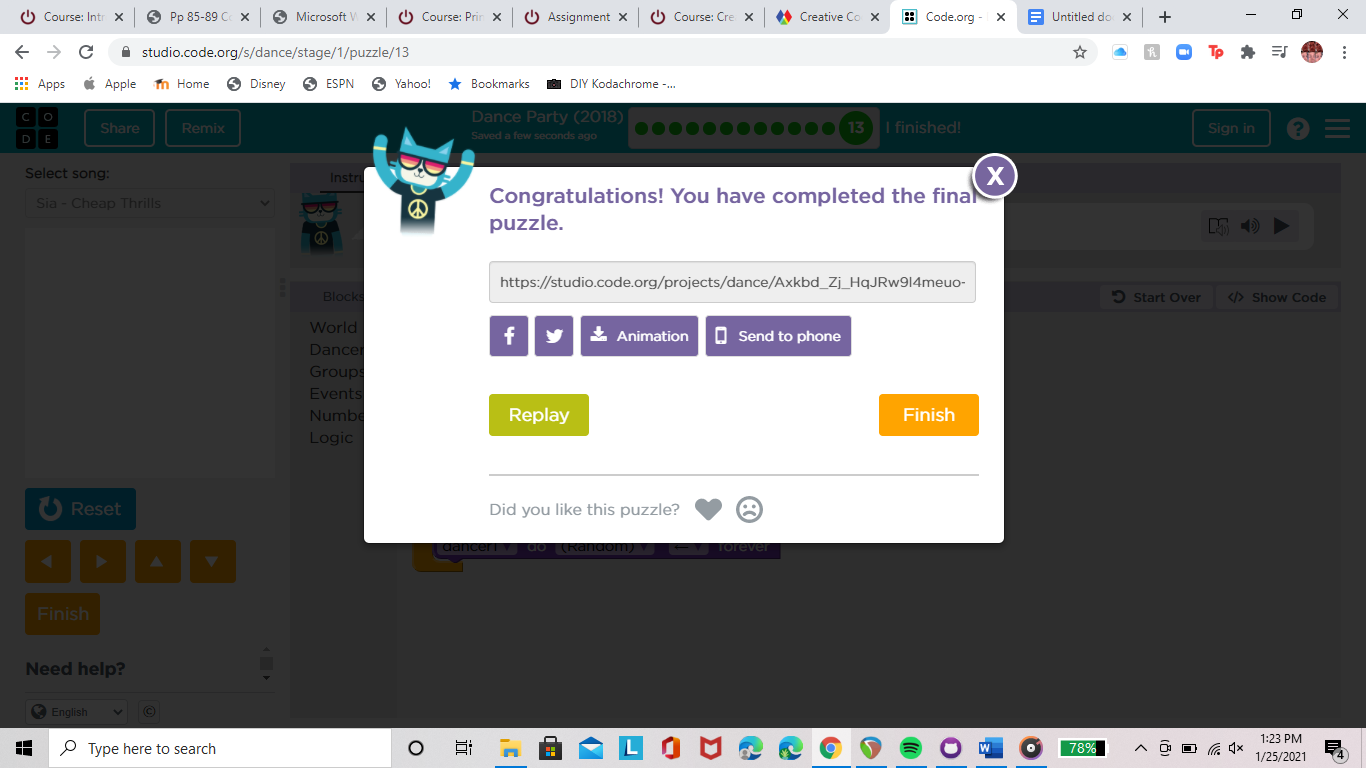 Course: Intr
Pp 85-89 Co
Microsoft W
Course: Prin
Assignment
Course: Cre
Creative Co
Code.org -
Untitled do
studio.code.org/s/dance/stage/1/puzzle/13
Apps
Apple
Home
Disney
ESPN
Yahoo!
Bookmarks
DIY Kodachrome -...
C O
D E
Share
Remix
Dance Party (2018)
Saved a few seconds ago
13
I finished!
Sign in
?
Select song:
Sia - Cheap Thrills
Instru
X
Congratulations! You have completed the final
puzzle.
https://studio.code.org/projects/dance/Axkbd_Zj_HqJRw9l4meuo-
Animation
Send to phone
Replay
Finish
Did you like this puzzle?
Blocks
Start Over
Show Code
World
Dancer
Groups
Events
Numbe
Logic
dancer1 do (Random) forever
Reset
Finish
Need help?
English
©
Type here to search
78%
1:23 PM
1/25/2021
4